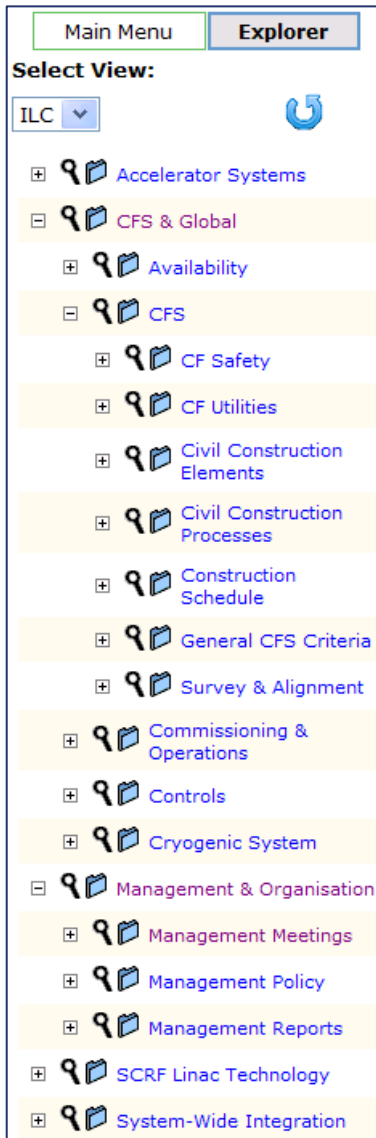 Main Menu
Explorer
Select View:
ILC
Accelerator Systems
CFS & Global
Availability
CFS
CF Safety
CF Utilities
Civil Construction
Elements
Civil Construction
Processes
Construction
Schedule
General CFS Criteria
Survey & Alignment
Commissioning &
Operations
Controls
Cryogenic System
Management & Organisation
Management Meetings
Management Policy
Management Reports
SCRF Linac Technology
System-Wide Integration